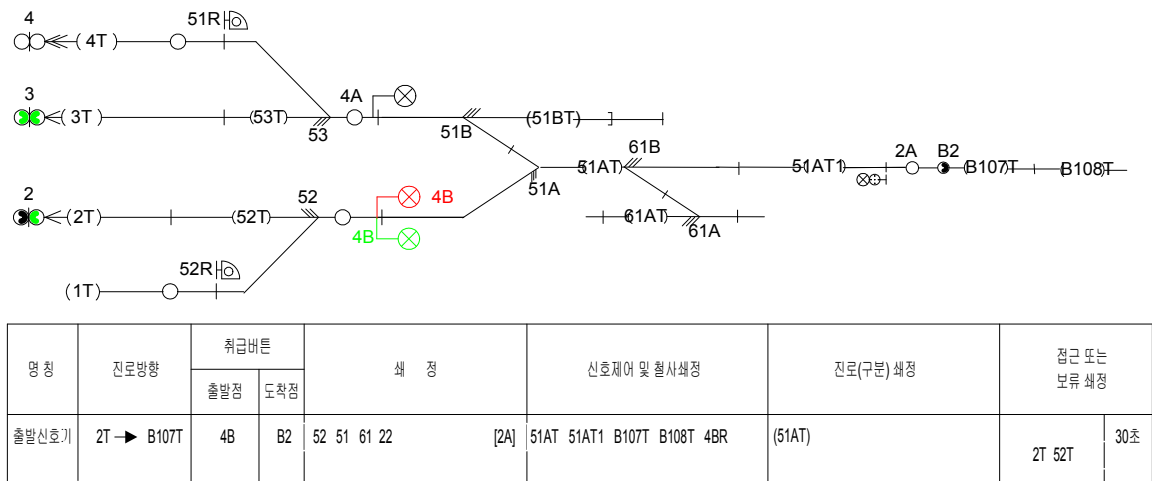 51R
4
(4T)
3
4A
(3T)
(53T)
53
51B
(51BT)
61B
2A B2
51A
(51AT)
51AT1
(B107T)
(B108T)
2
52
4B
(2T)
(52T)
4B
(61AT)
61A
52R
(1T)
명 칭 진로방향 취급버튼 쇄 정 신호제어 및 철사쇄정 진로(구분) 쇄정 접근 또는
보류 쇄정
출발점 도착점
출발신호기 2T B107T 4B B2 52 51 61 22 [2A] 51AT 51AT1 B107T B108T 4BR (51AT) 2T 52T 30초